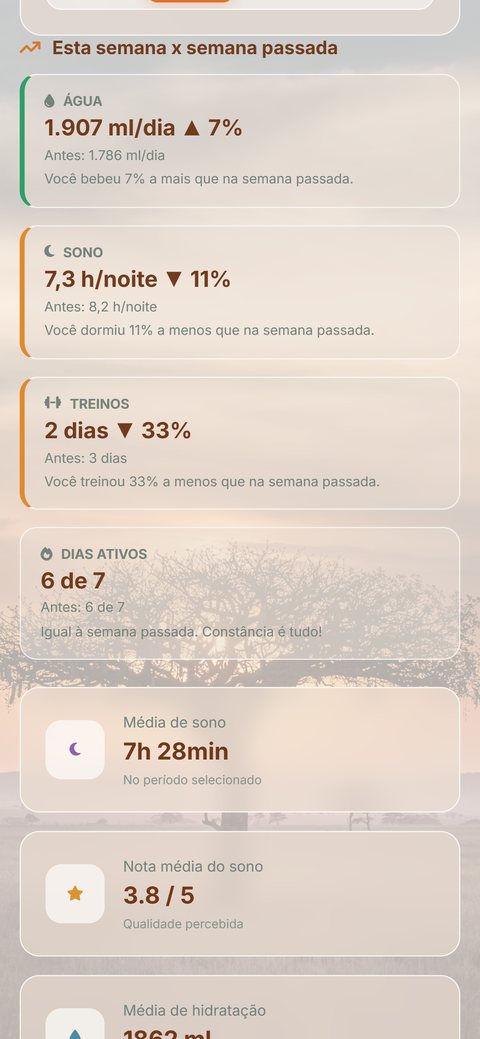 Esta semana x semana passada
ÁGUA
1.907 ml/dia ▲ 7%
Antes: 1.786 ml/dia
Você bebeu 7% a mais que na semana passada.
SONO
7,3 h/noite ▼ 11%
Antes: 8,2 h/noite
Você dormiu 11% a menos que na semana passada.
TREINOS
2 dias ▼ 33%
Antes: 3 dias
Você treinou 33% a menos que na semana passada.
DIAS ATIVOS
6 de 7
Antes: 6 de 7
Igual à semana passada. Constância é tudo!
Média de sono
7h 28min
No período selecionado
Nota média do sono
3.8 / 5
Qualidade percebida
Média de hidratação
1862 ml